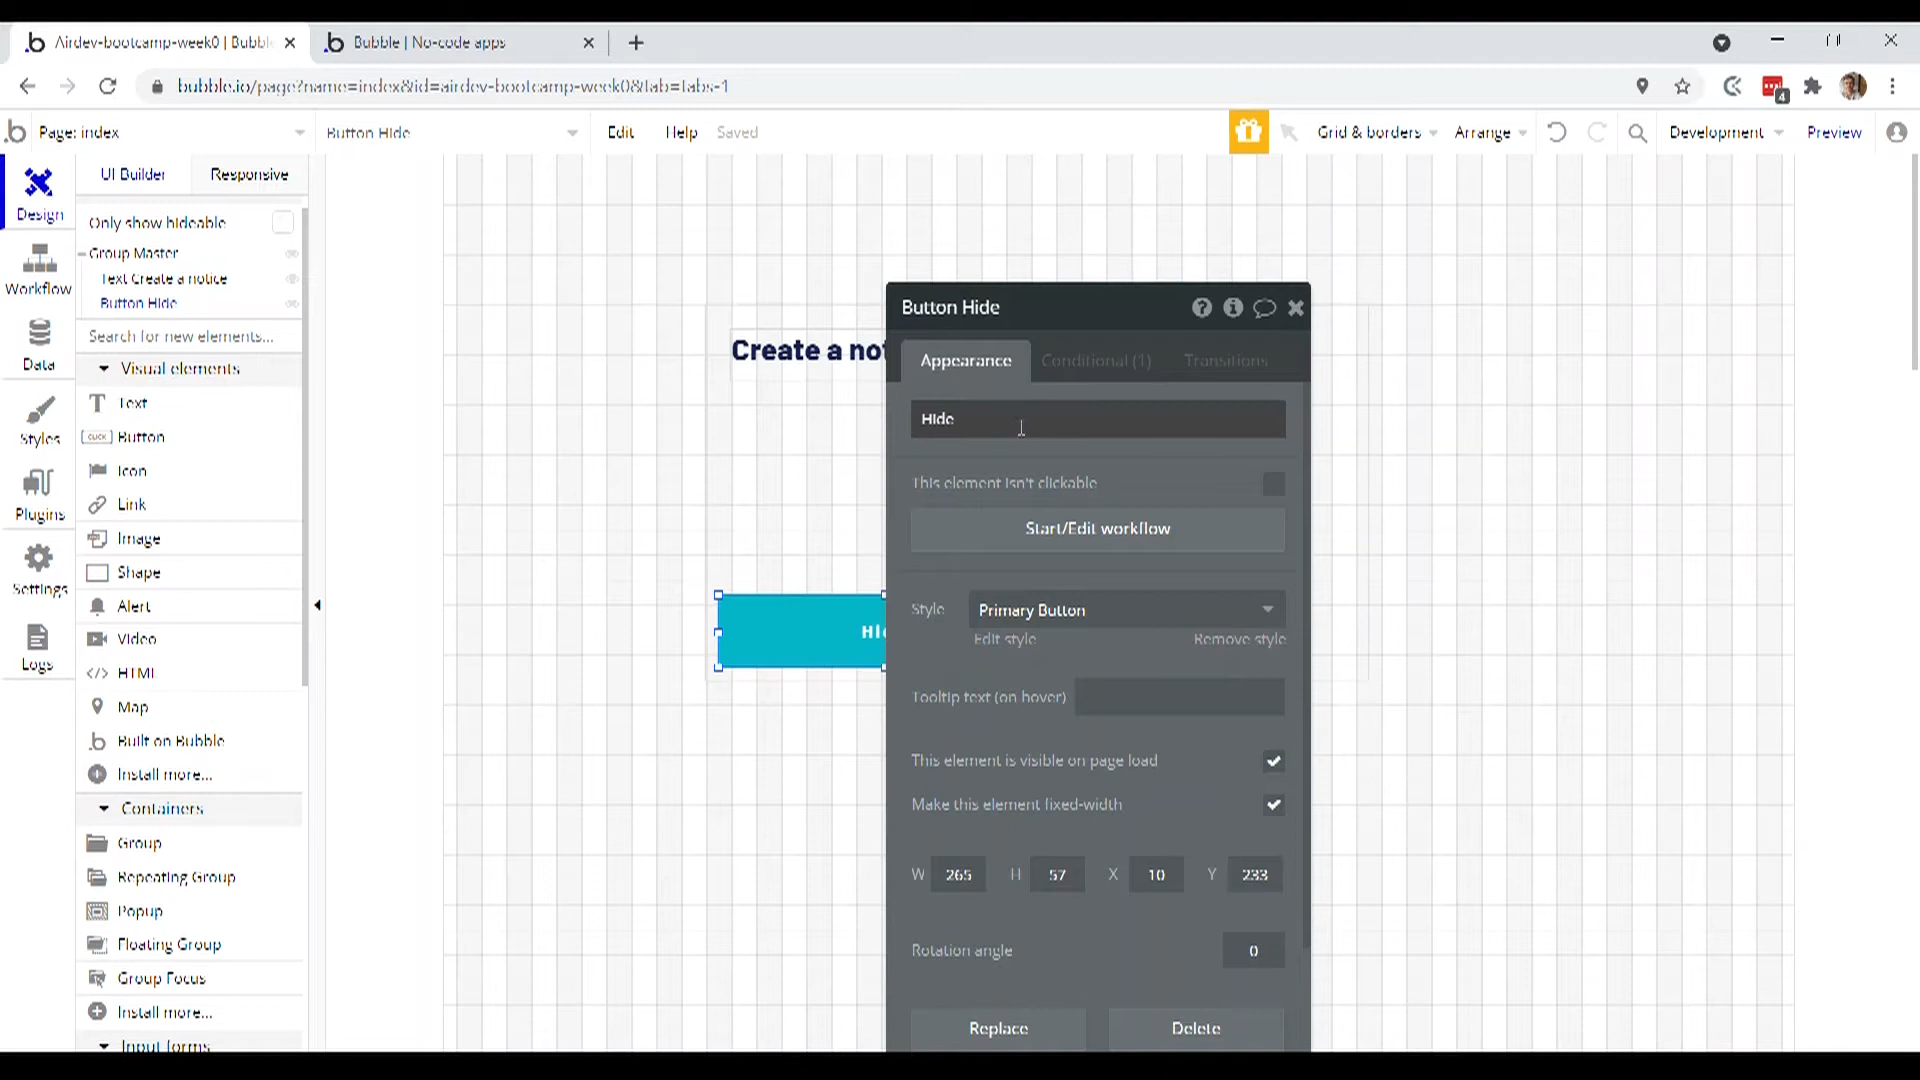 Airdev-bootcamp-week0 | Bubble
Bubble | No-code apps
bubble.io/page?name=index&id=airdev-bootcamp-week0&tab=tabs-1
4
Page: index
Button Hide
Edit
Help
Saved
Grid & borders
Arrange
Development
Preview
Design
Workflow
Data
Styles
Plugins
Settings
Logs
UI Builder
Responsive
Only show hideable
Group Master
Text Create a notice
Button Hide
Search for new elements...
Visual elements
Text
CLICK
Button
Icon
Link
Image
Shape
Alert
Video
</> HTML
Map
Built on Bubble
Install more...
Containers
Group
Repeating Group
Popup
Floating Group
Group Focus
Install more...
Input forms
Create a not
Hid
Button Hide
Appearance
Conditional (1)
Transitions
Hide
This element isn't clickable
Start/Edit workflow
Style
Primary Button
Edit style
Remove style
Tooltip text (on hover)
This element is visible on page load
Make this element fixed-width
W 265 H 57 X 10 Y 233
Rotation angle
0
Replace
Delete